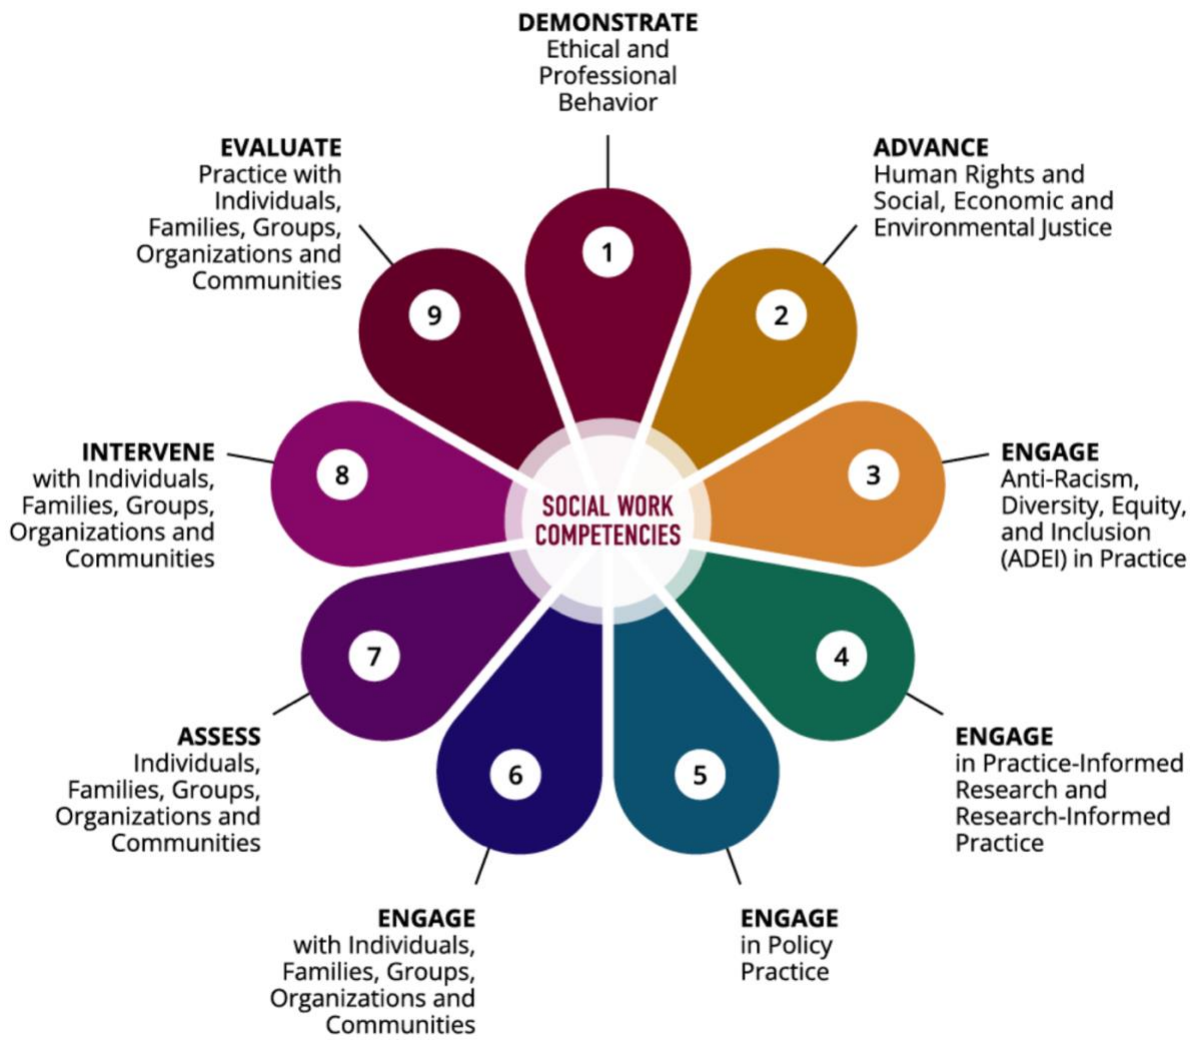 DEMONSTRATE
Ethical and
Professional
Behavior
1
ADVANCE
Human Rights and
Social, Economic and
Environmental Justice
2
ENGAGE
Anti-Racism,
Diversity, Equity,
and Inclusion
(ADEI) in Practice
3
ENGAGE
in Practice-Informed
Research and
Research-Informed
Practice
4
ENGAGE
in Policy
Practice
5
ENGAGE
with Individuals,
Families, Groups,
Organizations and
Communities
6
ASSESS
Individuals,
Families, Groups,
Organizations and
Communities
7
INTERVENE
with Individuals,
Families, Groups,
Organizations and
Communities
8
EVALUATE
Practice with
Individuals,
Families, Groups,
Organizations and
Communities
9
SOCIAL WORK
COMPETENCIES